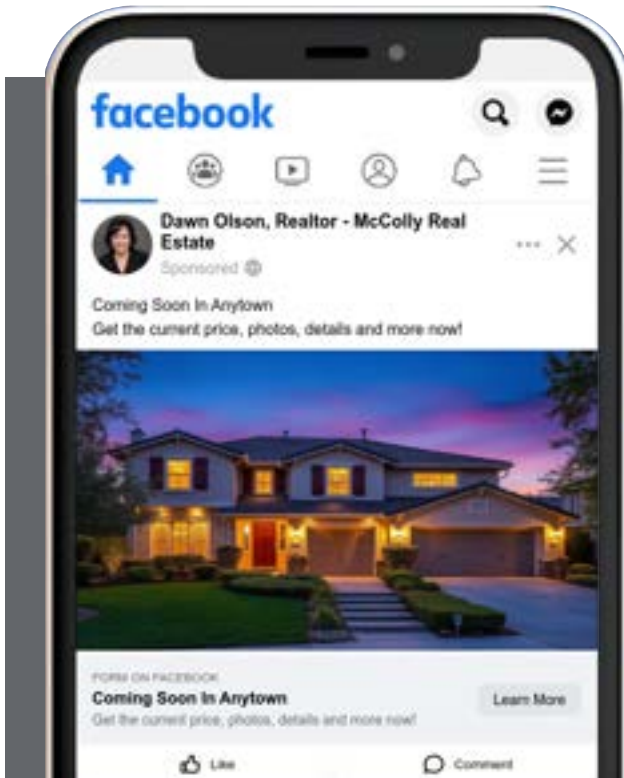 facebook
Dawn Olson, Realtor - McColly Real
Estate
Sponsored
Coming Soon In Anytown
Get the current price, photos, details and more now!
FORM ON FACEBOOK
Coming Soon In Anytown
Learn More
Get the current price, photos, details and more now!
Like
Comment